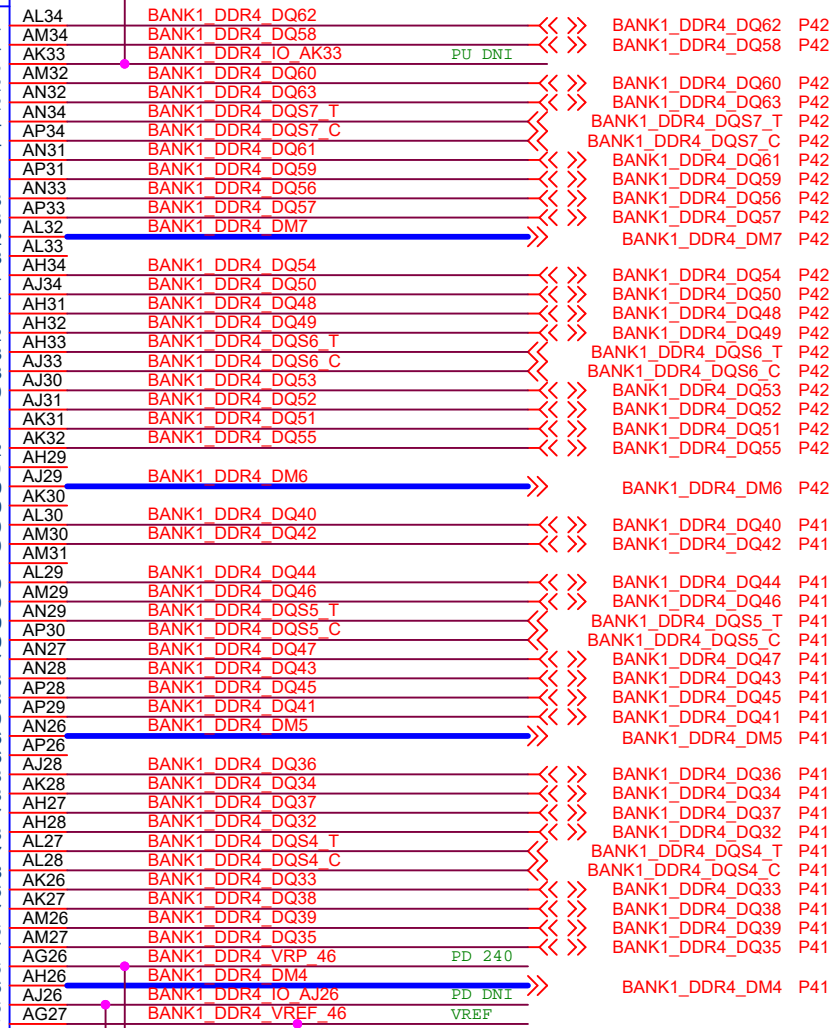 AL34 BANK1_DDR4_DQ62 BANK1_DDR4_DQ62 P42
AM34 BANK1_DDR4_DQ58 BANK1_DDR4_DQ58 P42
AK33 BANK1_DDR4_IO_AK33 PU DNI
AM32 BANK1_DDR4_DQ60 BANK1_DDR4_DQ60 P42
AN32 BANK1_DDR4_DQ63 BANK1_DDR4_DQ63 P42
AN34 BANK1_DDR4_DQS7_T BANK1_DDR4_DQS7_T P42
AP34 BANK1_DDR4_DQS7_C BANK1_DDR4_DQS7_C P42
AN31 BANK1_DDR4_DQ61 BANK1_DDR4_DQ61 P42
AP31 BANK1_DDR4_DQ59 BANK1_DDR4_DQ59 P42
AN33 BANK1_DDR4_DQ56 BANK1_DDR4_DQ56 P42
AP33 BANK1_DDR4_DQ57 BANK1_DDR4_DQ57 P42
AL32 BANK1_DDR4_DM7 BANK1_DDR4_DM7 P42
AL33
AH34 BANK1_DDR4_DQ54 BANK1_DDR4_DQ54 P42
AJ34 BANK1_DDR4_DQ50 BANK1_DDR4_DQ50 P42
AH31 BANK1_DDR4_DQ48 BANK1_DDR4_DQ48 P42
AH32 BANK1_DDR4_DQ49 BANK1_DDR4_DQ49 P42
AH33 BANK1_DDR4_DQS6_T BANK1_DDR4_DQS6_T P42
AJ33 BANK1_DDR4_DQS6_C BANK1_DDR4_DQS6_C P42
AJ30 BANK1_DDR4_DQ53 BANK1_DDR4_DQ53 P42
AJ31 BANK1_DDR4_DQ52 BANK1_DDR4_DQ52 P42
AK31 BANK1_DDR4_DQ51 BANK1_DDR4_DQ51 P42
AK32 BANK1_DDR4_DQ55 BANK1_DDR4_DQ55 P42
AH29
AJ29 BANK1_DDR4_DM6 BANK1_DDR4_DM6 P42
AK30
AL30 BANK1_DDR4_DQ40 BANK1_DDR4_DQ40 P41
AM30 BANK1_DDR4_DQ42 BANK1_DDR4_DQ42 P41
AM31
AL29 BANK1_DDR4_DQ44 BANK1_DDR4_DQ44 P41
AM29 BANK1_DDR4_DQ46 BANK1_DDR4_DQ46 P41
AN29 BANK1_DDR4_DQS5_T BANK1_DDR4_DQS5_T P41
AP30 BANK1_DDR4_DQS5_C BANK1_DDR4_DQS5_C P41
AN27 BANK1_DDR4_DQ47 BANK1_DDR4_DQ47 P41
AN28 BANK1_DDR4_DQ43 BANK1_DDR4_DQ43 P41
AP28 BANK1_DDR4_DQ45 BANK1_DDR4_DQ45 P41
AP29 BANK1_DDR4_DQ41 BANK1_DDR4_DQ41 P41
AN26 BANK1_DDR4_DM5 BANK1_DDR4_DM5 P41
AP26
AJ28 BANK1_DDR4_DQ36 BANK1_DDR4_DQ36 P41
AK28 BANK1_DDR4_DQ34 BANK1_DDR4_DQ34 P41
AH27 BANK1_DDR4_DQ37 BANK1_DDR4_DQ37 P41
AH28 BANK1_DDR4_DQ32 BANK1_DDR4_DQ32 P41
AL27 BANK1_DDR4_DQS4_T BANK1_DDR4_DQS4_T P41
AL28 BANK1_DDR4_DQS4_C BANK1_DDR4_DQS4_C P41
AK26 BANK1_DDR4_DQ33 BANK1_DDR4_DQ33 P41
AK27 BANK1_DDR4_DQ38 BANK1_DDR4_DQ38 P41
AM26 BANK1_DDR4_DQ39 BANK1_DDR4_DQ39 P41
AM27 BANK1_DDR4_DQ35 BANK1_DDR4_DQ35 P41
AG26 BANK1_DDR4_VRP_46 PD 240
AH26 BANK1_DDR4_DM4 BANK1_DDR4_DM4 P41
AJ26 BANK1_DDR4_IO_AJ26 PD DNI
AG27 BANK1_DDR4_VREF_46 VREF